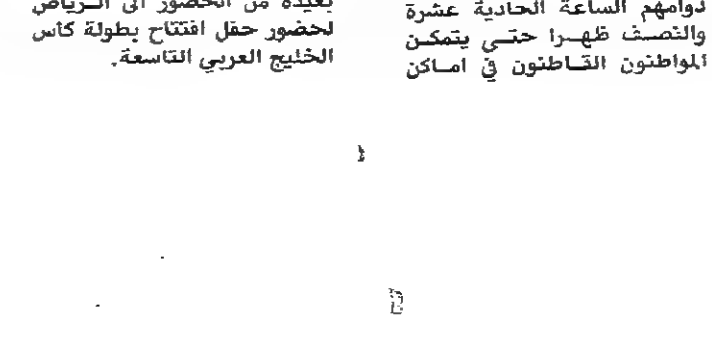 دوامهم الساعة الحادية عشرة
والنصف ظهرا حتى يتمكن
المواطنون القاطنون في اماكن
بعيدة من الحضور الى الرياض
لحضور حفل افتتاح بطولة كاس
الخليج العربي التاسعة.